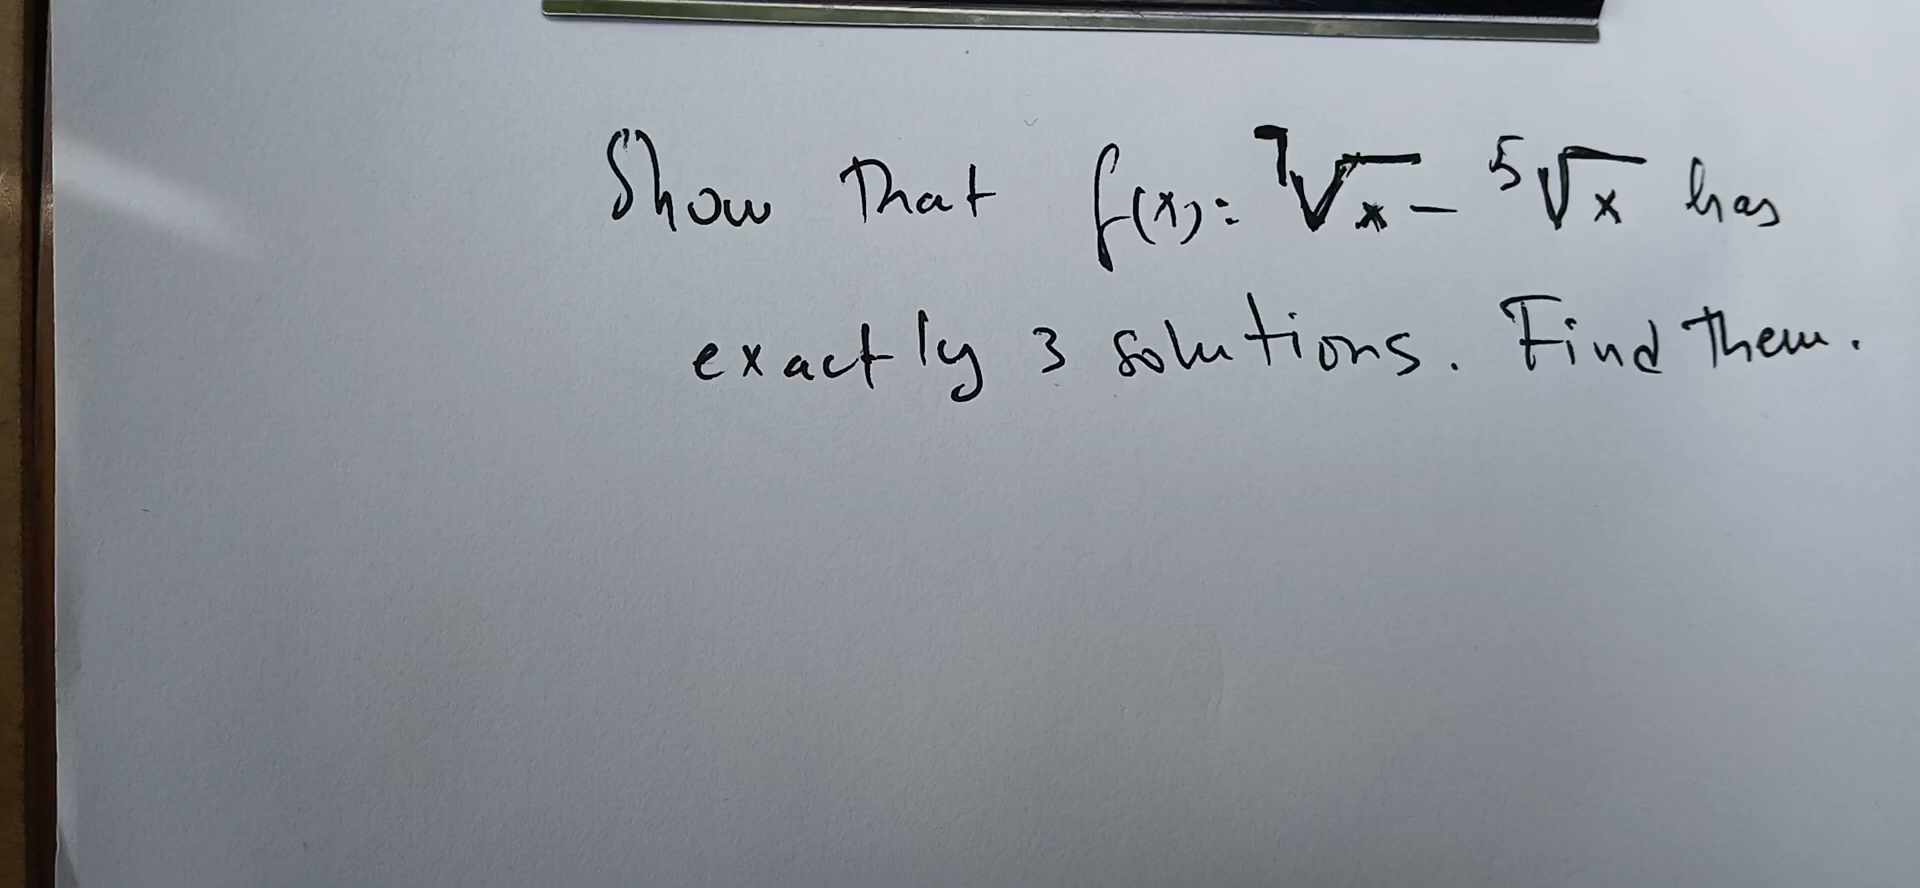 Show that f(x) = ⁷√x - ⁵√x has
exactly 3 solutions. Find them.